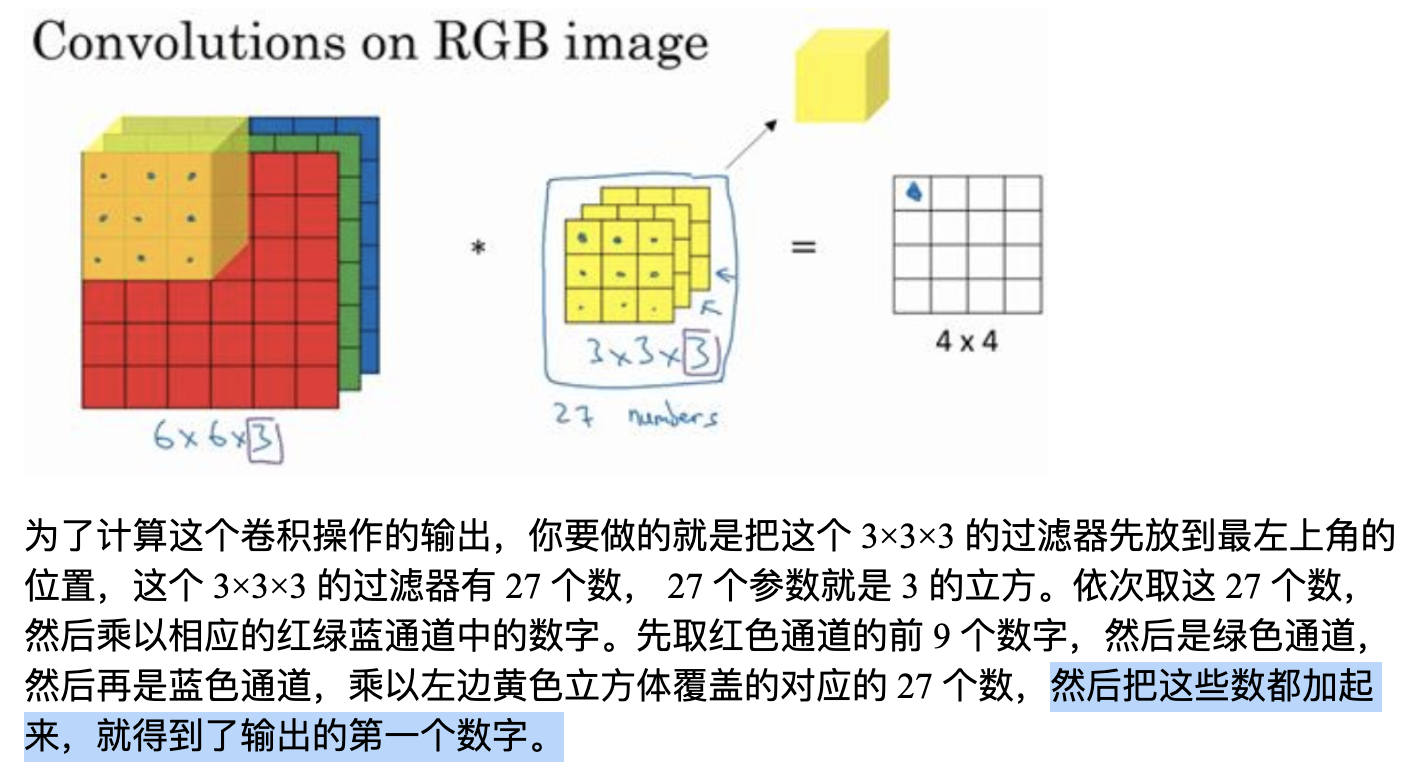 Convolutions on RGB image
*
=
3×3×3
4 x 4
27 numbers
6×6×3
为了计算这个卷积操作的输出，你要做的就是把这个 3×3×3 的过滤器先放到最左上角的
位置，这个 3×3×3 的过滤器有 27 个数， 27 个参数就是 3 的立方。依次取这 27 个数，
然后乘以相应的红绿蓝通道中的数字。先取红色通道的前 9 个数字，然后是绿色通道，
然后再是蓝色通道，乘以左边黄色立方体覆盖的对应的 27 个数，然后把这些数都加起
来，就得到了输出的第一个数字。